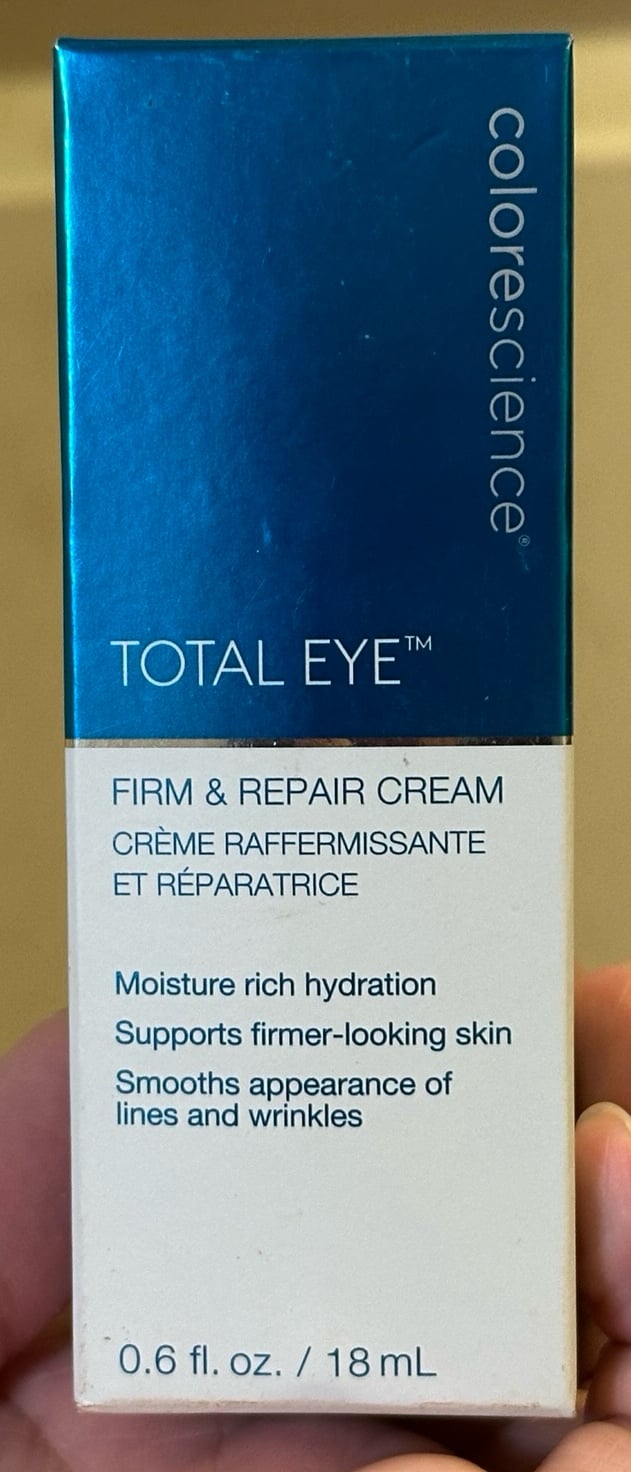 colorescience®
TOTAL EYE™
FIRM & REPAIR CREAM
CRÈME RAFFERMISSANTE
ET RÉPARATRICE
Moisture rich hydration
Supports firmer-looking skin
Smooths appearance of
lines and wrinkles
0.6 fl. oz. / 18 mL